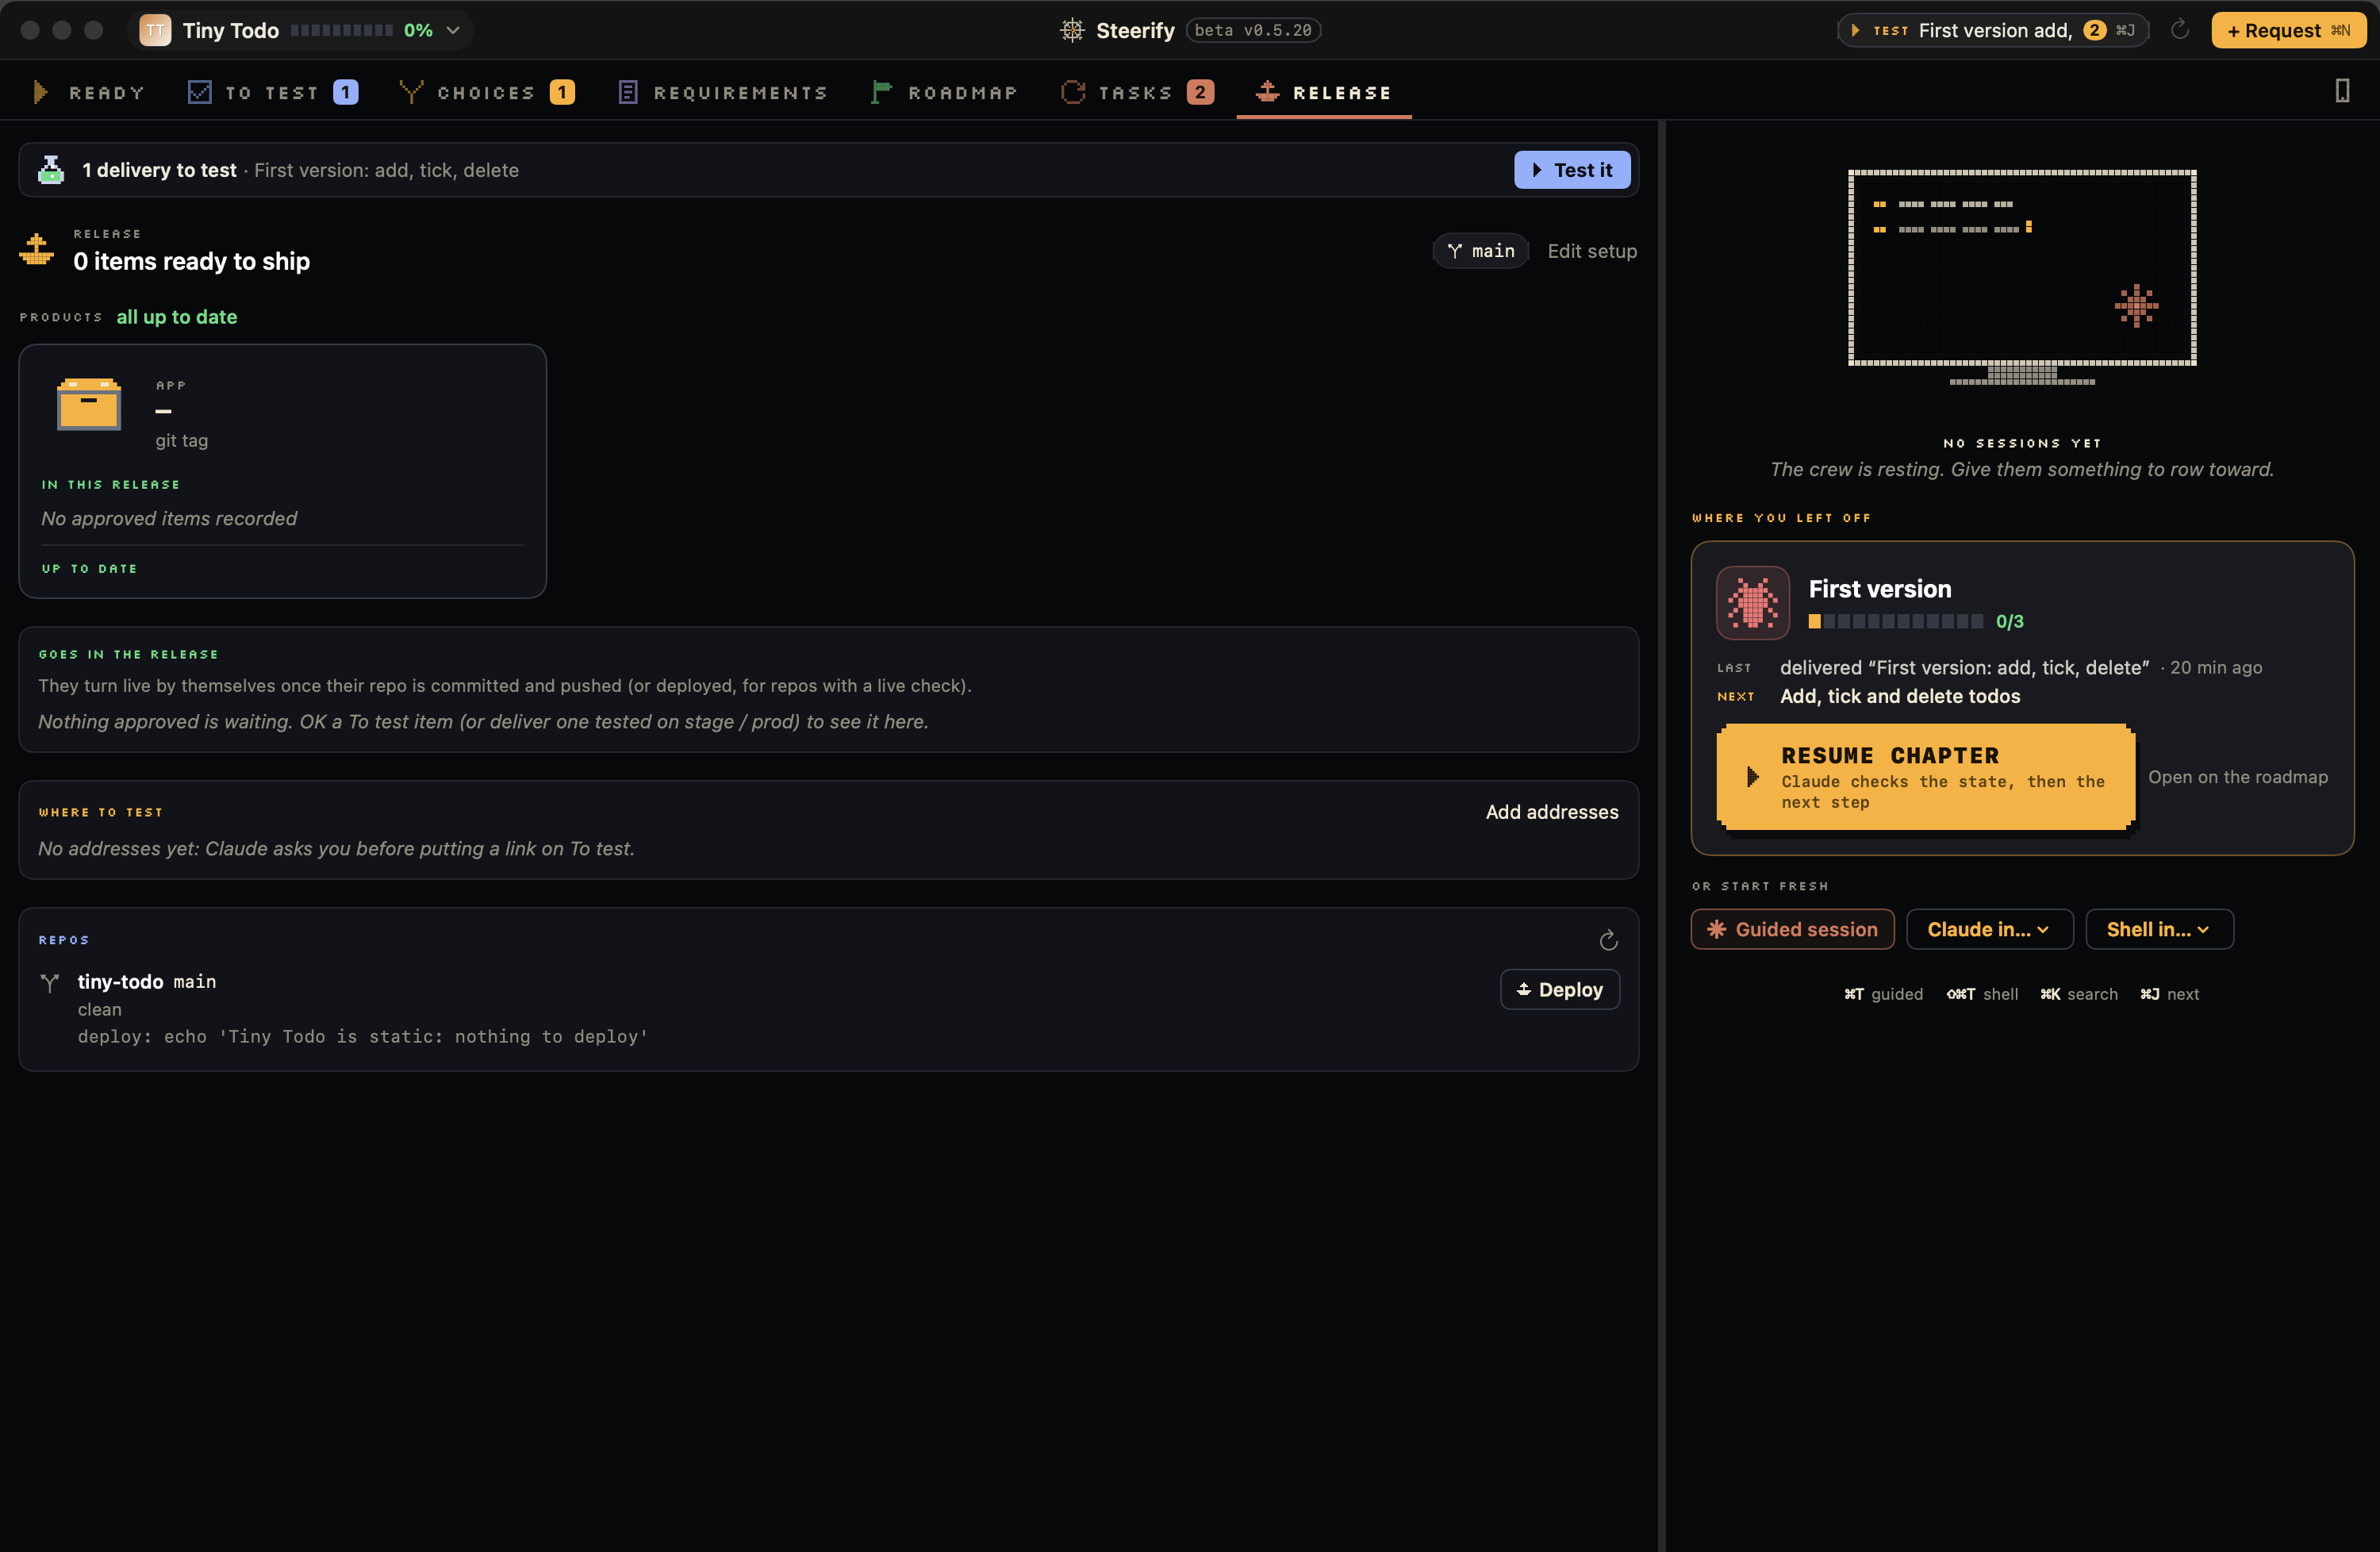 TT Tiny Todo 0%
Steerify beta v0.5.20
TEST First version add, 2 ⌘J
+ Request ⌘N
READY
TO TEST 1
CHOICES 1
REQUIREMENTS
ROADMAP
TASKS 2
RELEASE
1 delivery to test · First version: add, tick, delete
Test it
RELEASE
0 items ready to ship
main
Edit setup
PRODUCTS all up to date
APP
–
git tag
IN THIS RELEASE
No approved items recorded
UP TO DATE
GOES IN THE RELEASE
They turn live by themselves once their repo is committed and pushed (or deployed, for repos with a live check).
Nothing approved is waiting. OK a To test item (or deliver one tested on stage / prod) to see it here.
WHERE TO TEST
Add addresses
No addresses yet: Claude asks you before putting a link on To test.
REPOS
tiny-todo main
clean
deploy: echo 'Tiny Todo is static: nothing to deploy'
Deploy
NO SESSIONS YET
The crew is resting. Give them something to row toward.
WHERE YOU LEFT OFF
First version
0/3
LAST delivered “First version: add, tick, delete” · 20 min ago
NEXT Add, tick and delete todos
RESUME CHAPTER
Claude checks the state, then the
next step
Open on the roadmap
OR START FRESH
Guided session
Claude in...
Shell in...
⌘T guided ⇧⌘T shell ⌘K search ⌘J next